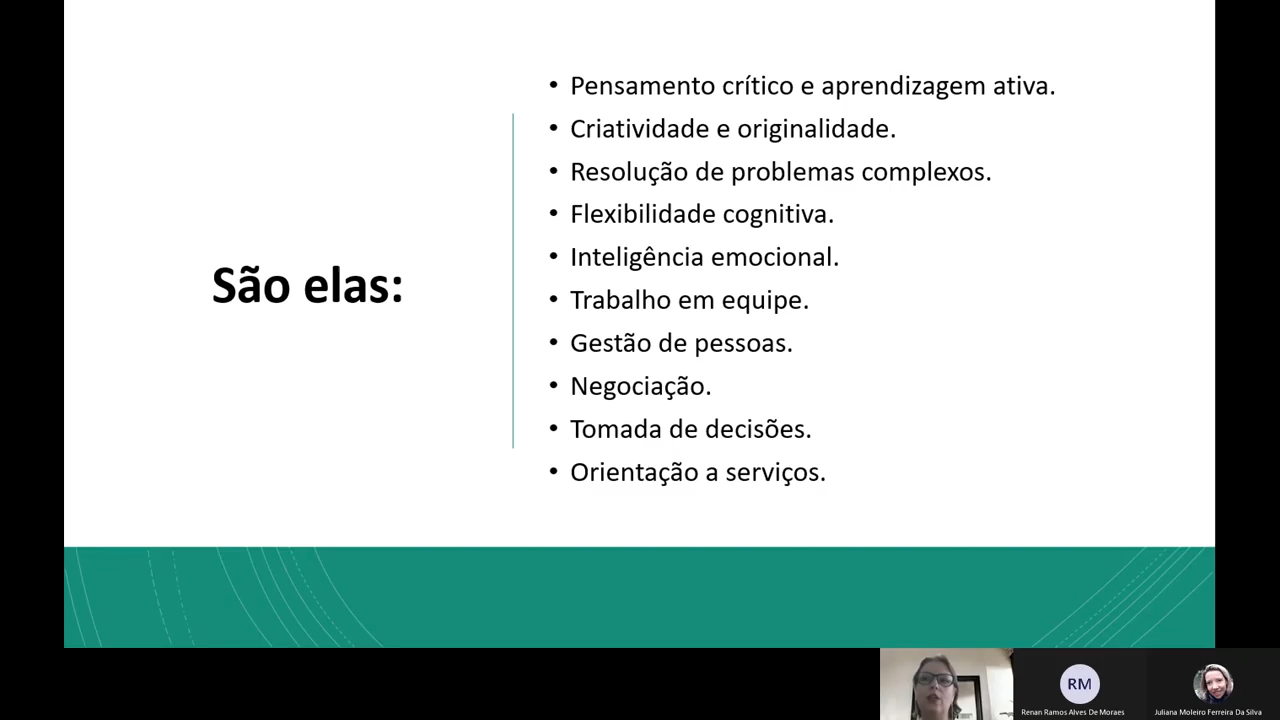 São elas:
• Pensamento crítico e aprendizagem ativa.
• Criatividade e originalidade.
• Resolução de problemas complexos.
• Flexibilidade cognitiva.
• Inteligência emocional.
• Trabalho em equipe.
• Gestão de pessoas.
• Negociação.
• Tomada de decisões.
• Orientação a serviços.
RM
Renan Ramos Alves De Moraes
Juliana Moleiro Ferreira Da Silva